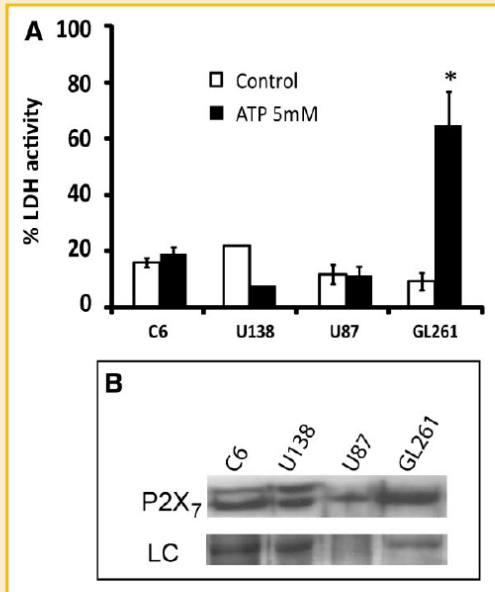 A
100
80
60
40
20
0
% LDH activity
Control
ATP 5mM
*
C6 U138 U87 GL261
B
C6 U138 U87 GL261
P2X7
LC